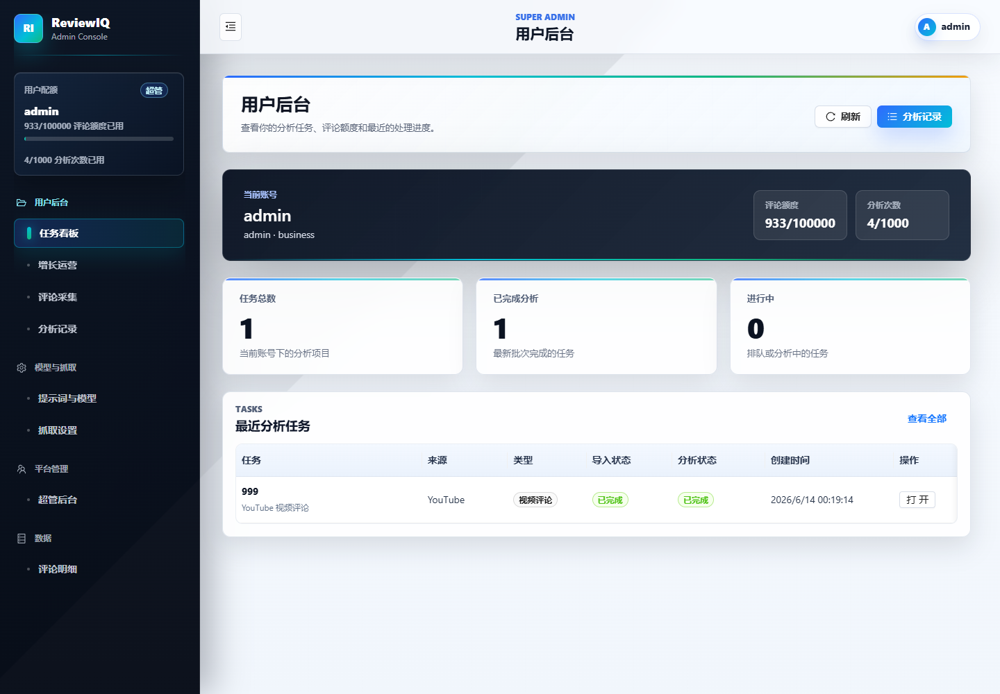 RI
ReviewIQ
Admin Console
用户配额
超管
admin
933/100000 评论额度已用
4/1000 分析次数已用
用户后台
任务看板
增长运营
评论采集
分析记录
模型与抓取
提示词与模型
抓取设置
平台管理
超管后台
数据
评论明细
SUPER ADMIN
用户后台
A admin
用户后台
查看你的分析任务、评论额度和最近的处理进度。
刷新
分析记录
当前账号
admin
admin · business
评论额度
933/100000
分析次数
4/1000
任务总数
1
当前账号下的分析项目
已完成分析
1
最新批次完成的任务
进行中
0
排队或分析中的任务
TASKS
最近分析任务
查看全部
任务 来源 类型 导入状态 分析状态 创建时间 操作
999
YouTube 视频评论
YouTube 视频评论 已完成 已完成 2026/6/14 00:19:14 打 开